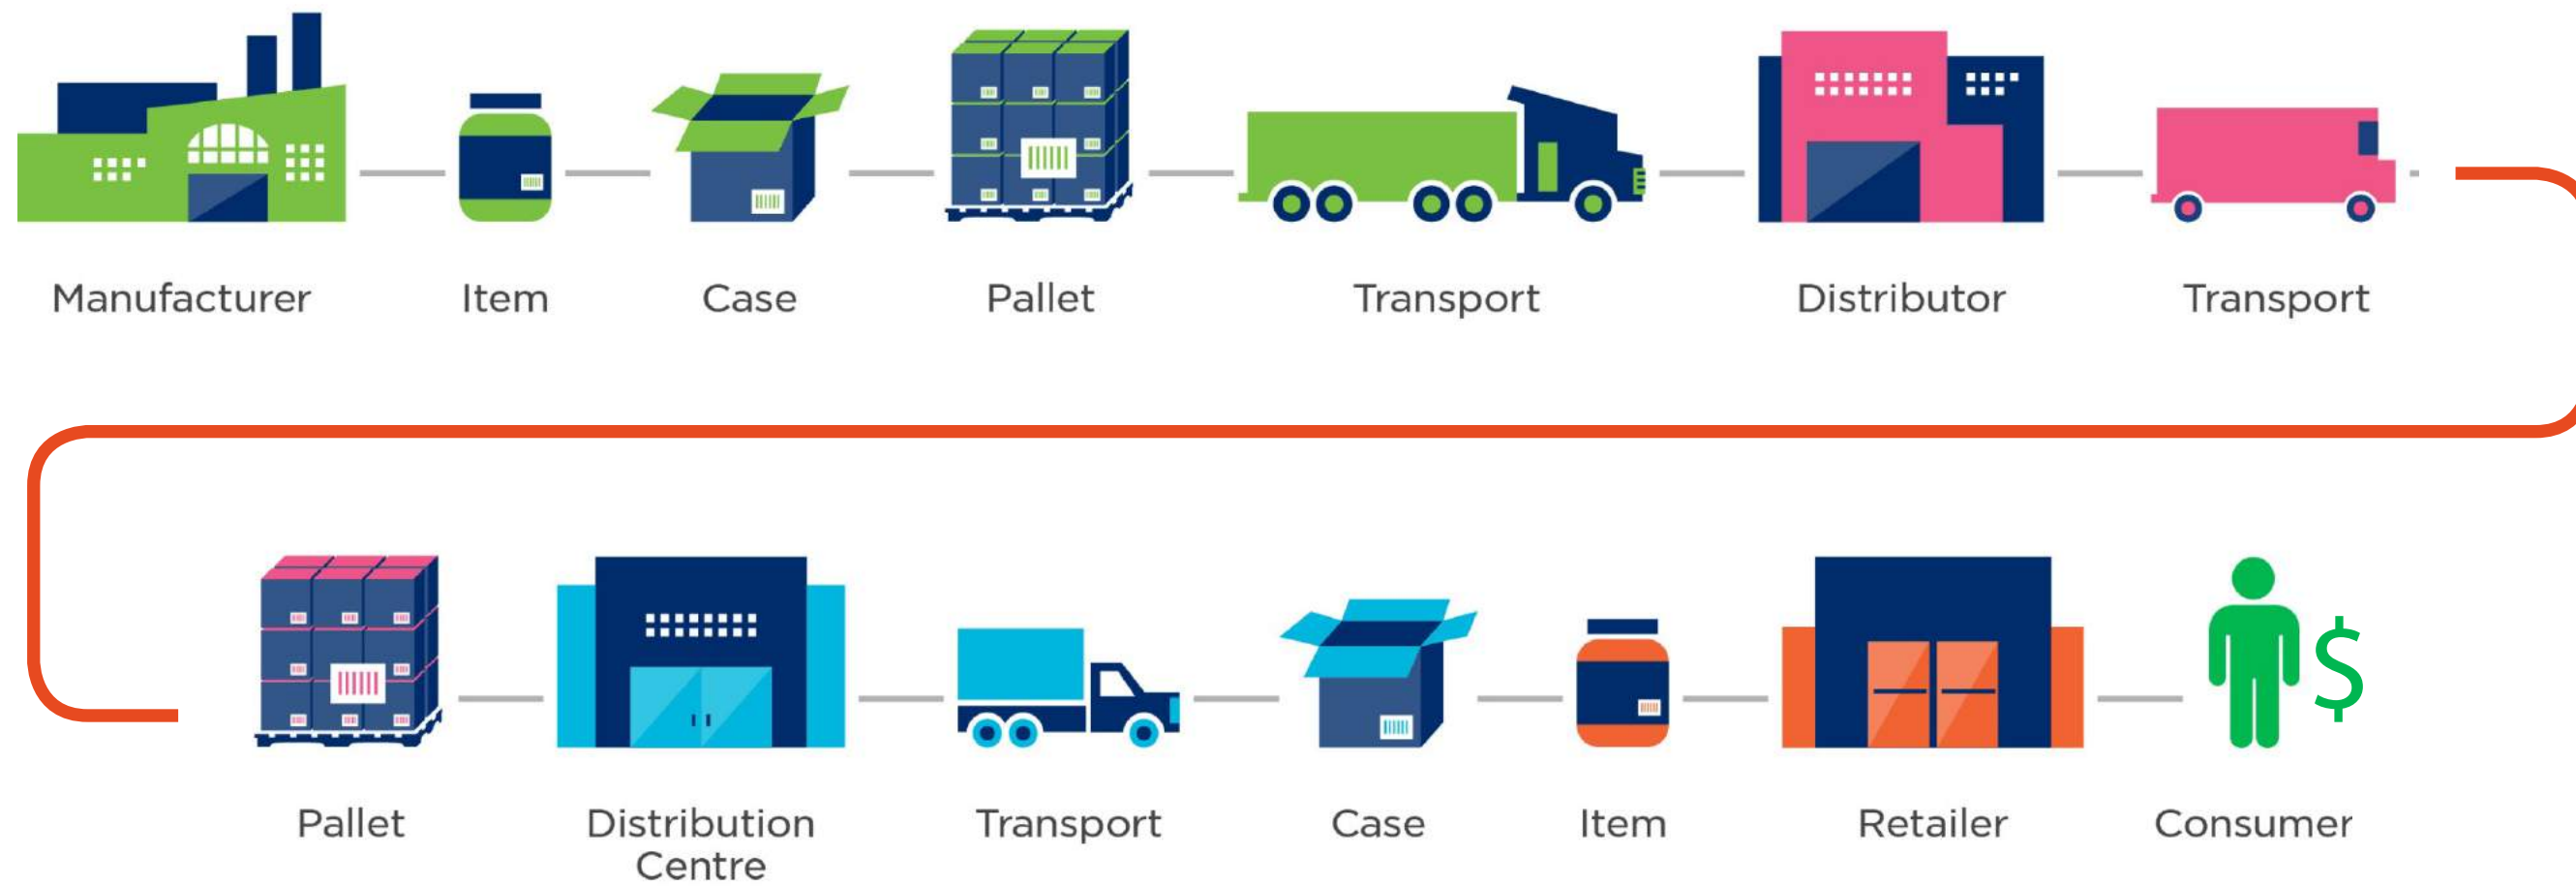 Manufacturer
Item
Case
Pallet
Transport
Distributor
Transport
$
Pallet
Distribution
Centre
Transport
Case
Item
Retailer
Consumer